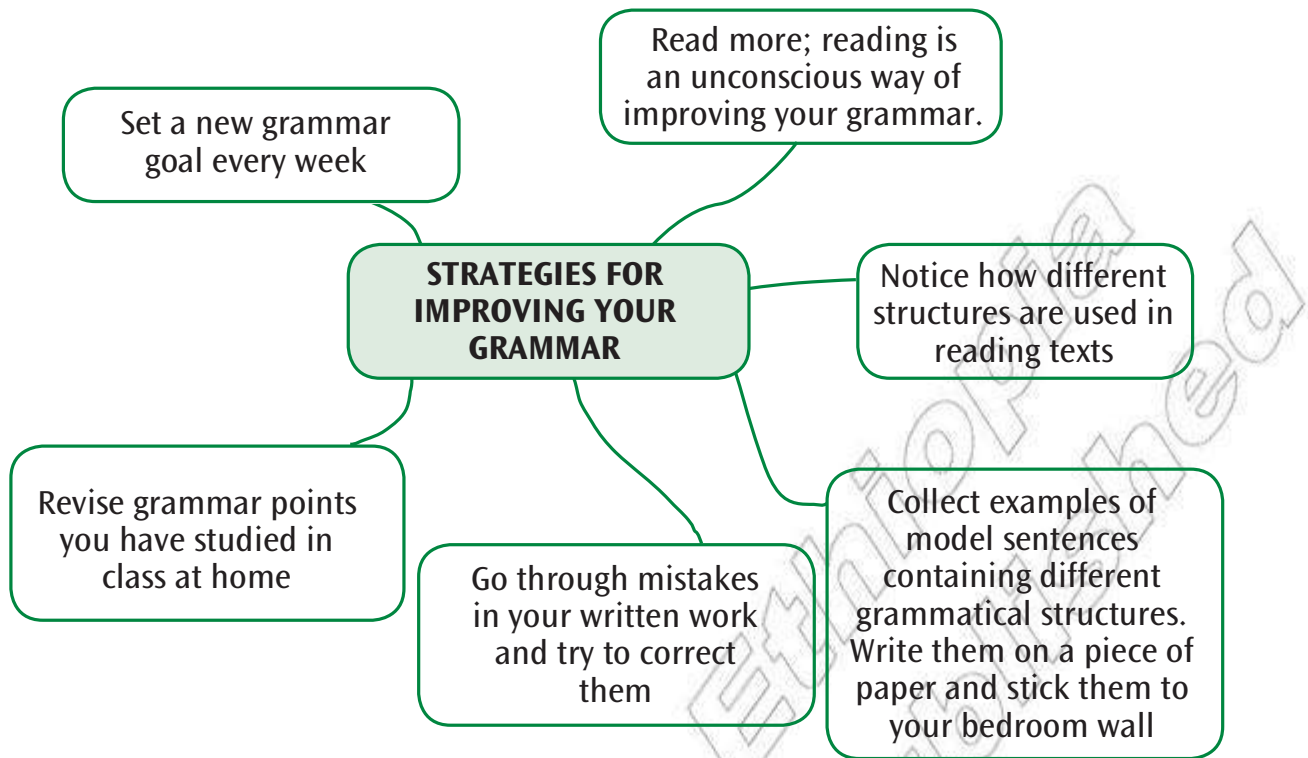 Read more; reading is
an unconscious way of
improving your grammar.
Set a new grammar
goal every week
STRATEGIES FOR
IMPROVING YOUR
GRAMMAR
Notice how different
structures are used in
reading texts
Revise grammar points
you have studied in
class at home
Go through mistakes
in your written work
and try to correct
them
Collect examples of
model sentences
containing different
grammatical structures.
Write them on a piece of
paper and stick them to
your bedroom wall
Ethiopia